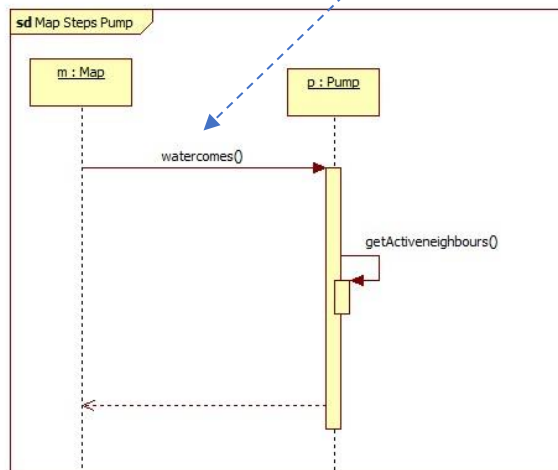 sd Map Steps Pump
m : Map
p : Pump
watercomes()
getActiveneighbours()